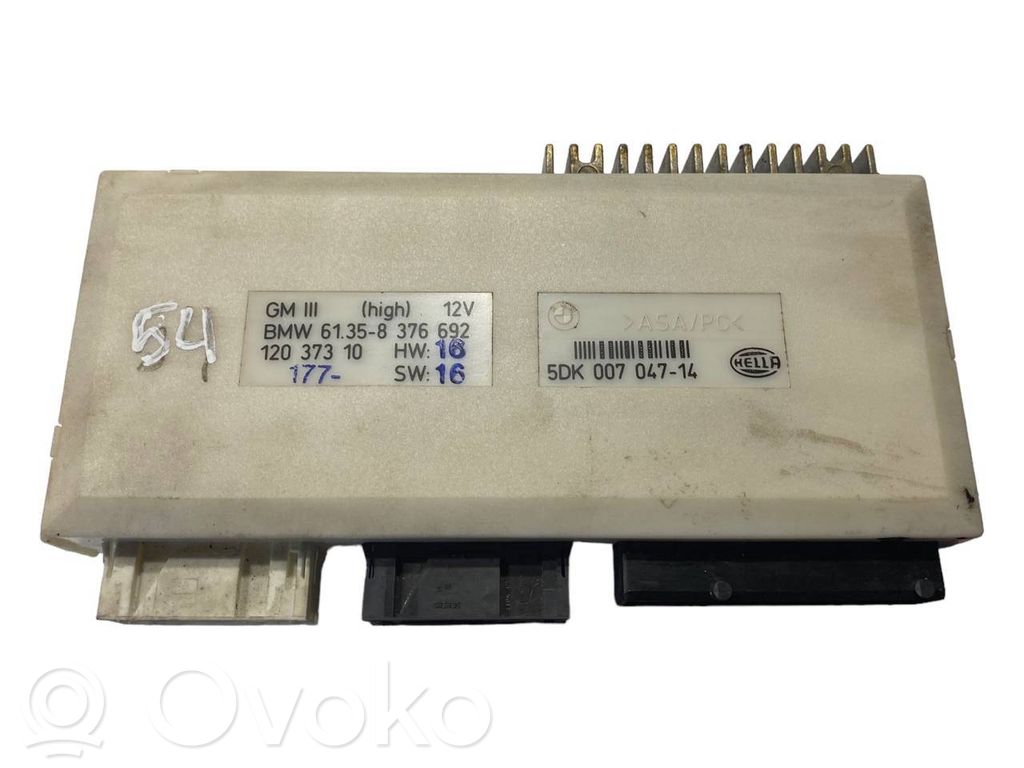 54
GM III (high) 12V
BMW 61.35-8 376 692
120 373 10 HW: 16
177- SW: 16
>ASA/PC<
5DK 007 047-14
HELLA
Ovoko